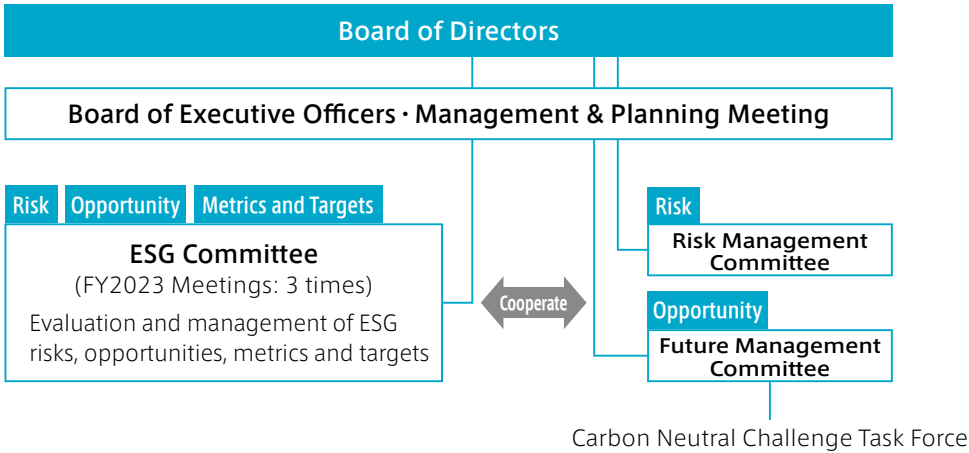 Board of Directors
Board of Executive Officers・Management & Planning Meeting
Risk
Opportunity
Metrics and Targets
ESG Committee
(FY2023 Meetings: 3 times)
Evaluation and management of ESG
risks, opportunities, metrics and targets
Cooperate
Risk
Risk Management
Committee
Opportunity
Future Management
Committee
Carbon Neutral Challenge Task Force